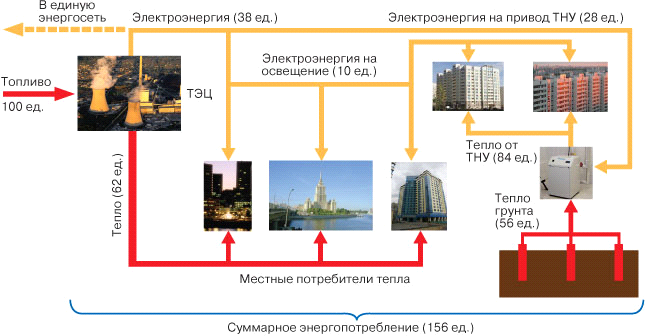 В единую
энергосеть
Электроэнергия (38 ед.)
Электроэнергия на привод ТНУ (28 ед.)
Топливо
100 ед.
ТЭЦ
Электроэнергия на
освещение (10 ед.)
Тепло от
ТНУ (84 ед.)
Тепло (62 ед.)
Тепло
грунта
(56 ед.)
Местные потребители тепла
Суммарное энергопотребление (156 ед.)